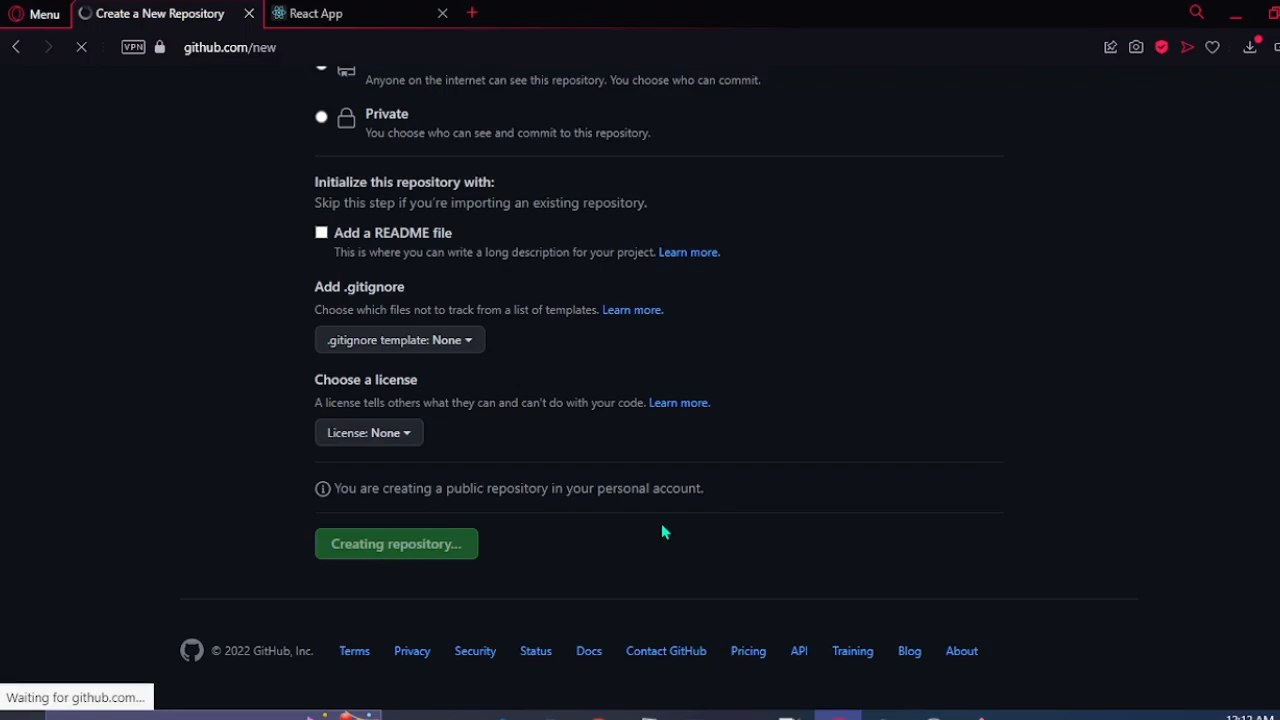 Menu
Create a New Repository
React App
VPN
github.com/new
Anyone on the internet can see this repository. You choose who can commit.
Private
You choose who can see and commit to this repository.
Initialize this repository with:
Skip this step if you're importing an existing repository.
Add a README file
This is where you can write a long description for your project. Learn more.
Add .gitignore
Choose which files not to track from a list of templates. Learn more.
.gitignore template: None
Choose a license
A license tells others what they can and can't do with your code. Learn more.
License: None
You are creating a public repository in your personal account.
Creating repository...
© 2022 GitHub, Inc.
Terms
Privacy
Security
Status
Docs
Contact GitHub
Pricing
API
Training
Blog
About
Waiting for github.com...